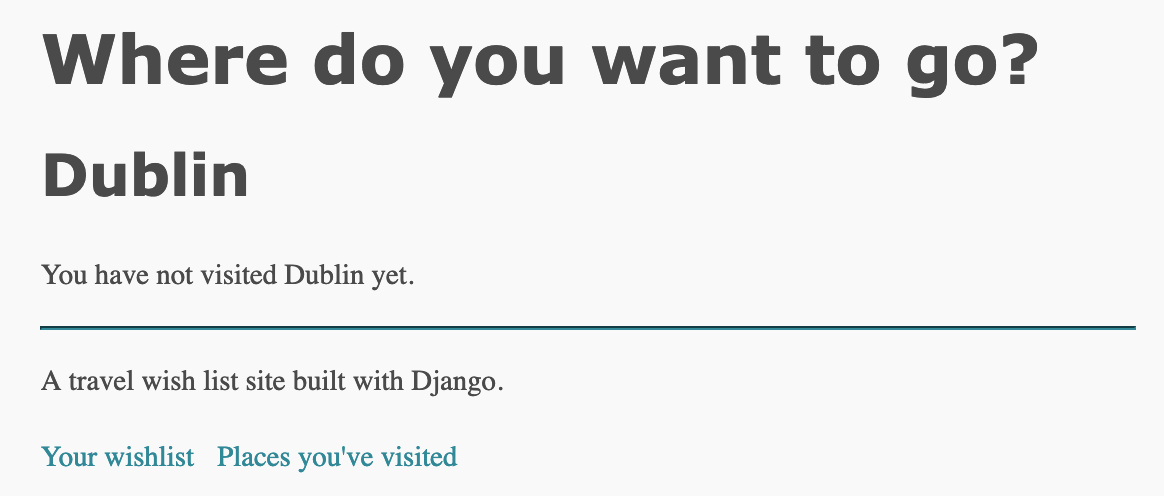 Where do you want to go?
Dublin
You have not visited Dublin yet.
A travel wish list site built with Django.
Your wishlist Places you've visited